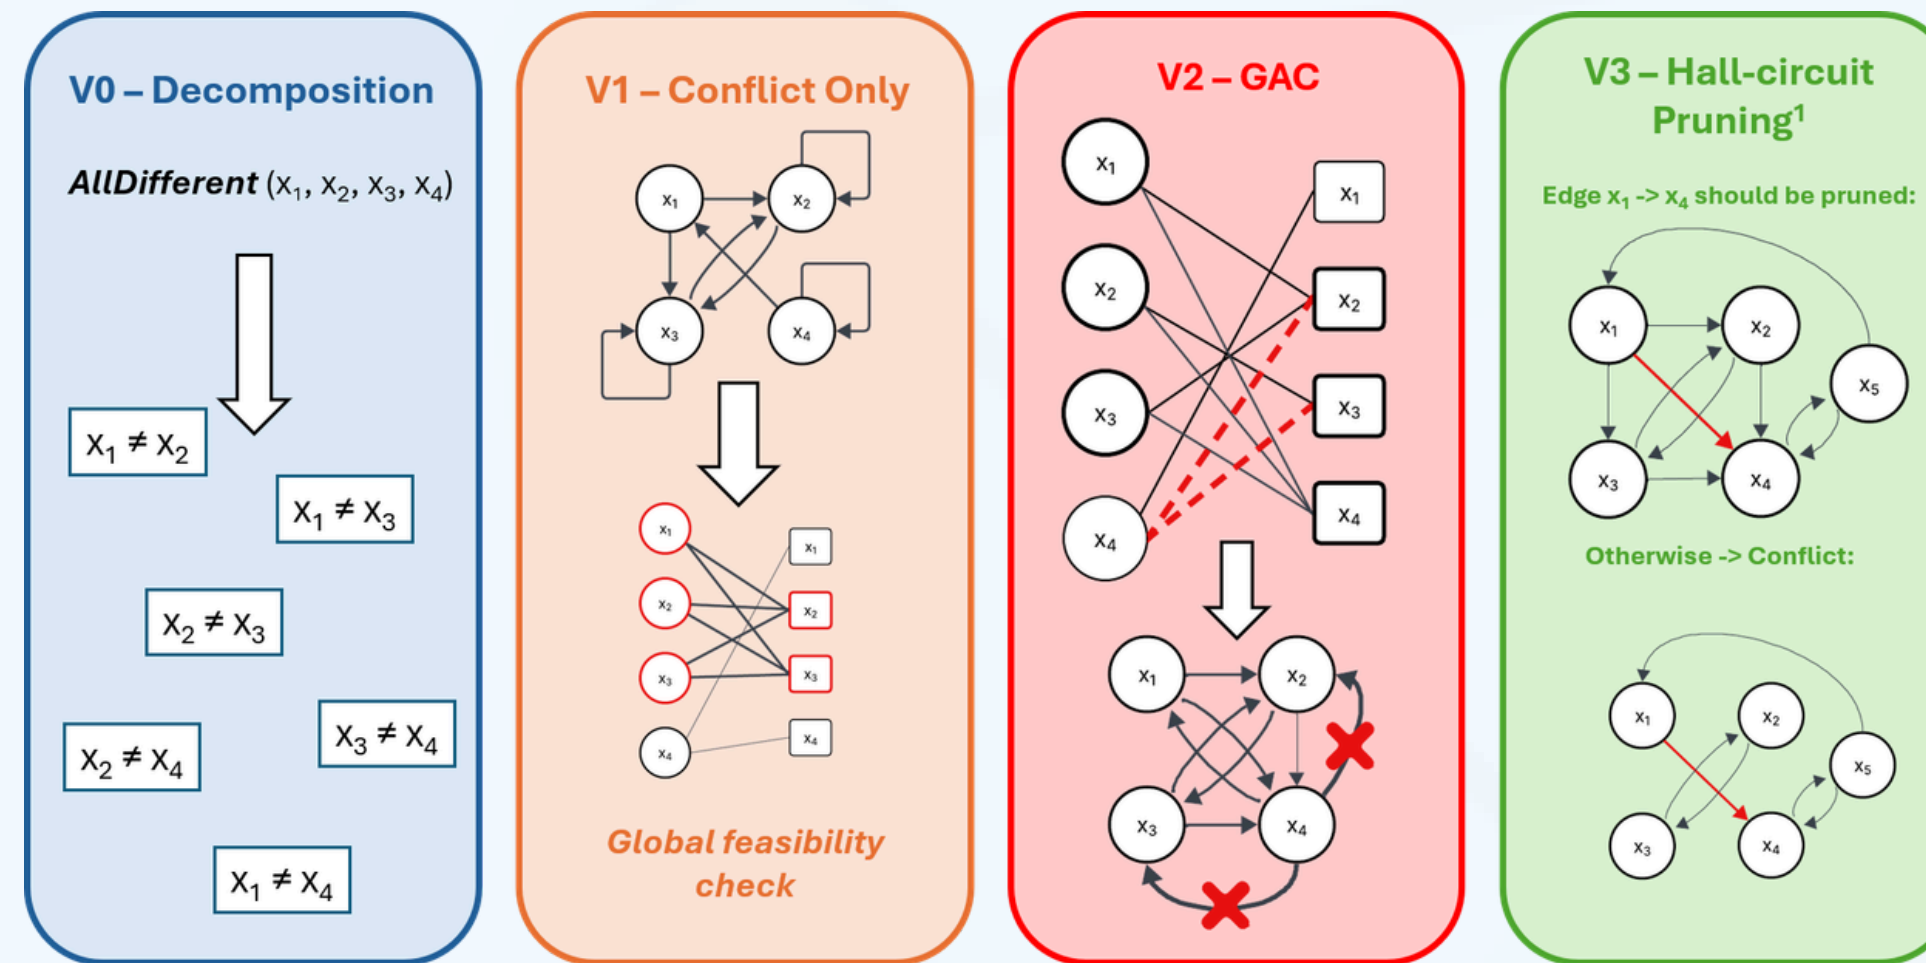 V0 – Decomposition
AllDifferent (x₁, x₂, x₃, x₄)
x₁ ≠ x₂
x₁ ≠ x₃
x₂ ≠ x₃
x₃ ≠ x₄
x₂ ≠ x₄
x₁ ≠ x₄
V1 – Conflict Only
x₁
x₂
x₃
x₄
x₁
x₁
x₂
x₂
x₃
x₃
x₄
x₄
Global feasibility
check
V2 – GAC
x₁
x₁
x₂
x₂
x₃
x₃
x₄
x₄
x₁
x₂
x₃
x₄
V3 – Hall-circuit
Pruning¹
Edge x₁ -> x₄ should be pruned:
x₁
x₂
x₅
x₃
x₄
Otherwise -> Conflict:
x₁
x₂
x₅
x₃
x₄